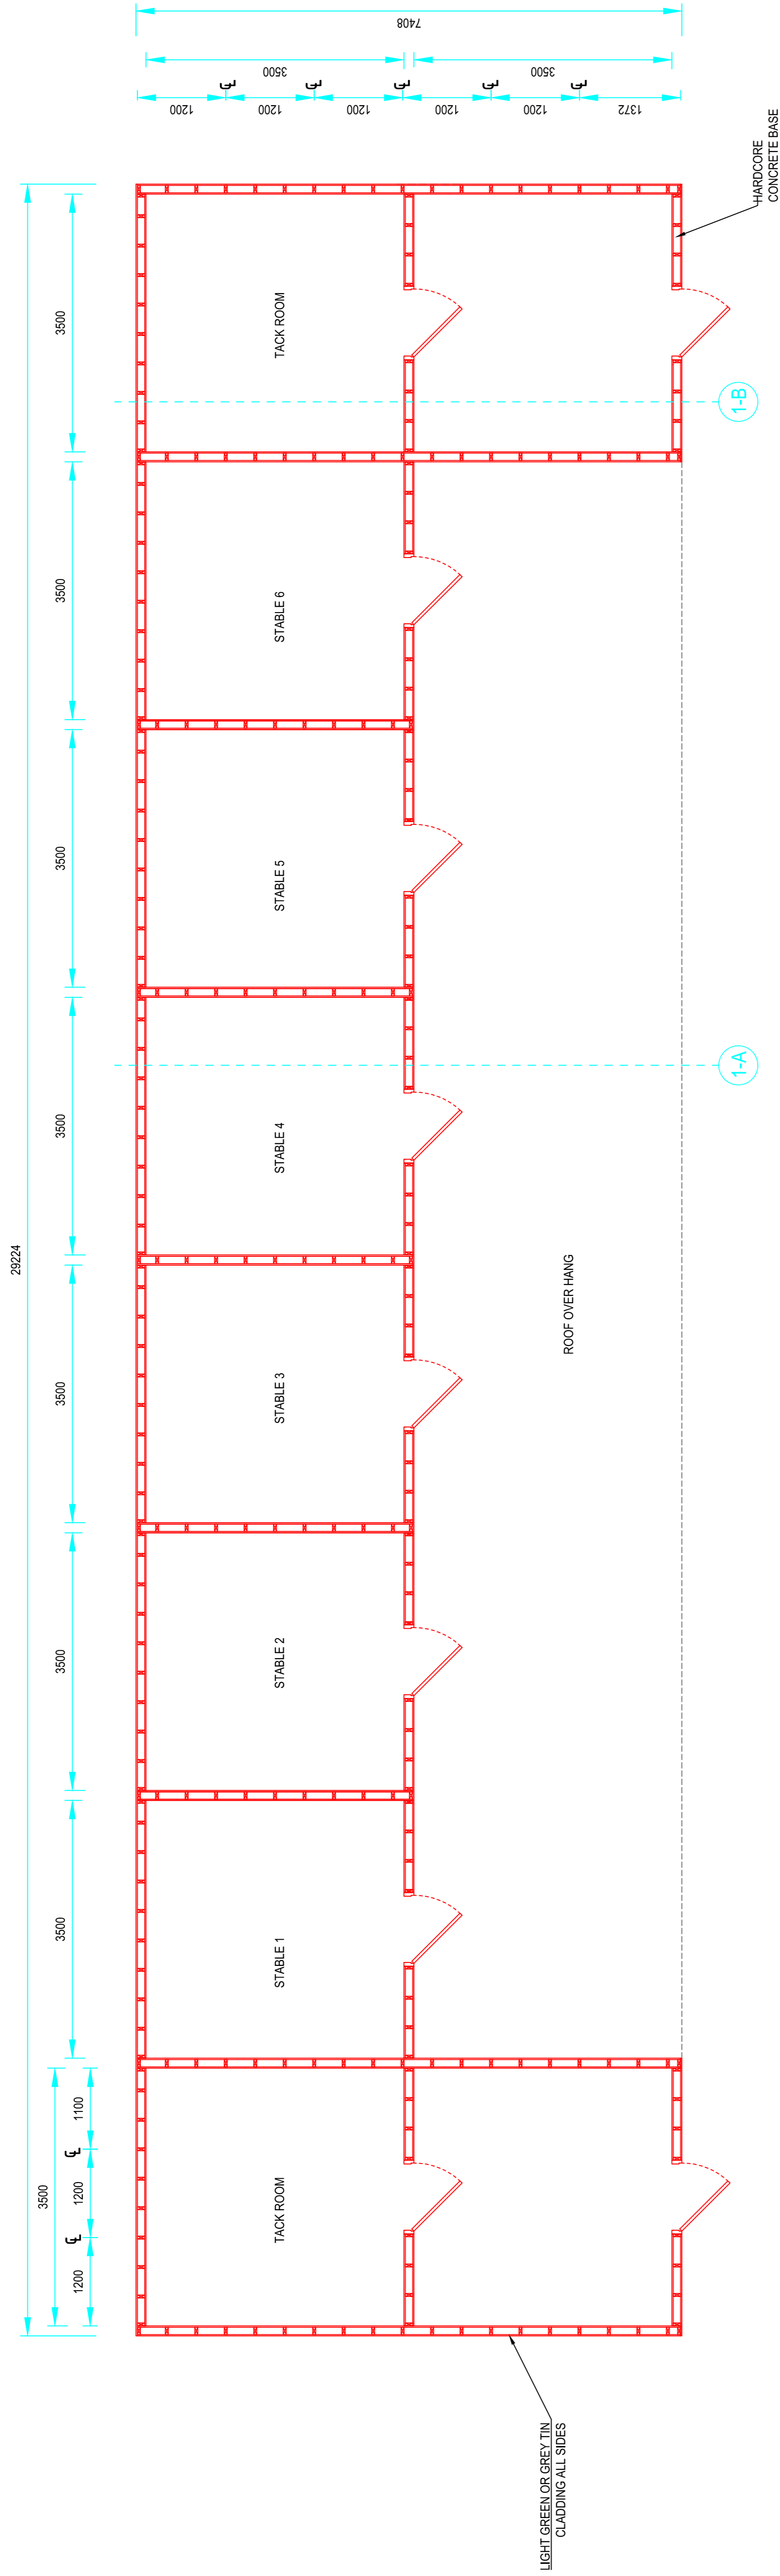 29224
3500
3500
3500
3500
3500
3500
3500
3500
1200
1200
1100
℄
℄
TACK ROOM
STABLE 1
STABLE 2
STABLE 3
STABLE 4
STABLE 5
STABLE 6
TACK ROOM
ROOF OVER HANG
LIGHT GREEN OR GREY TIN
CLADDING ALL SIDES
HARDCORE
CONCRETE BASE
1-A
1-B
7408
3500
3500
1200
1200
1200
1200
1200
1372
℄
℄
℄
℄
℄